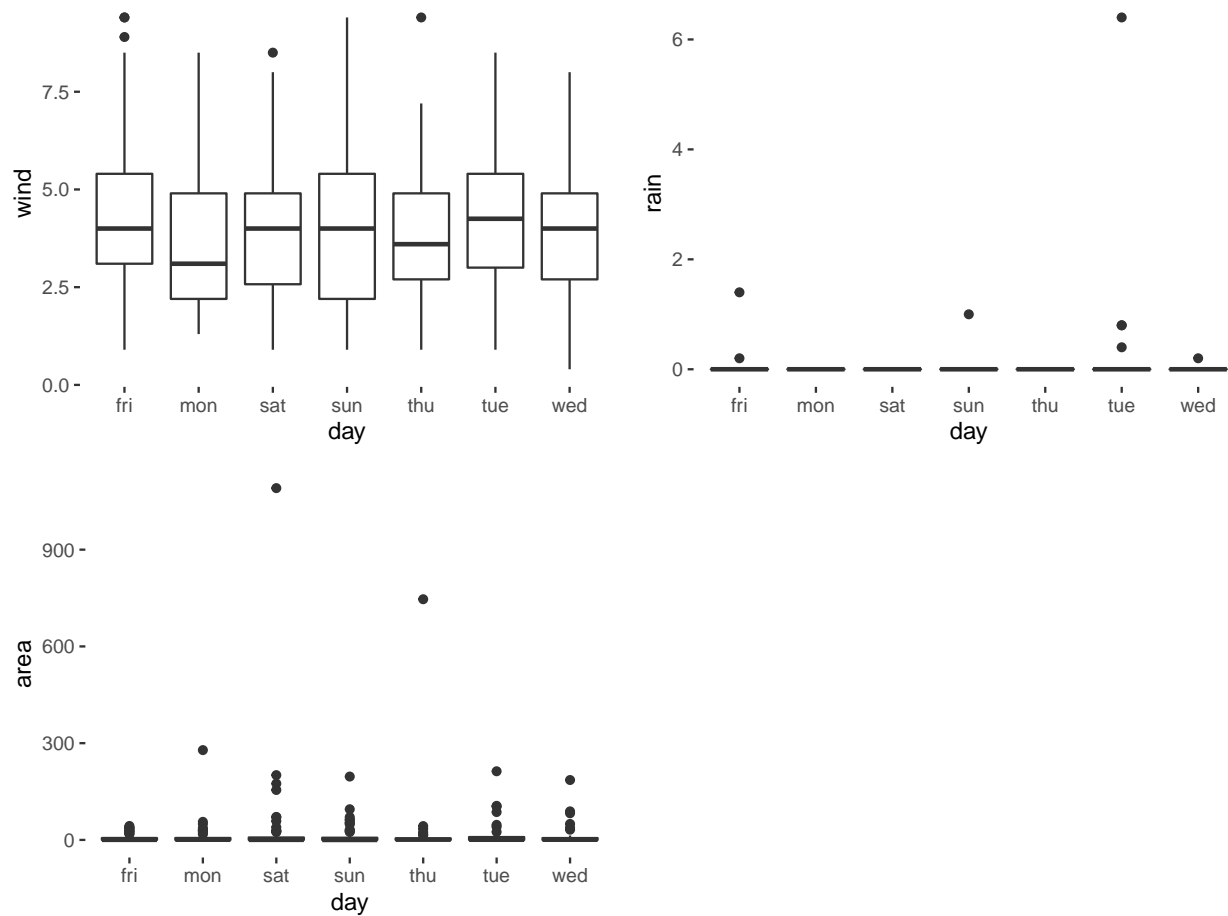 7.5
5.0
2.5
0.0
wind
fri mon sat sun thu tue wed
day
6
4
2
0
rain
fri mon sat sun thu tue wed
day
900
600
300
0
area
fri mon sat sun thu tue wed
day